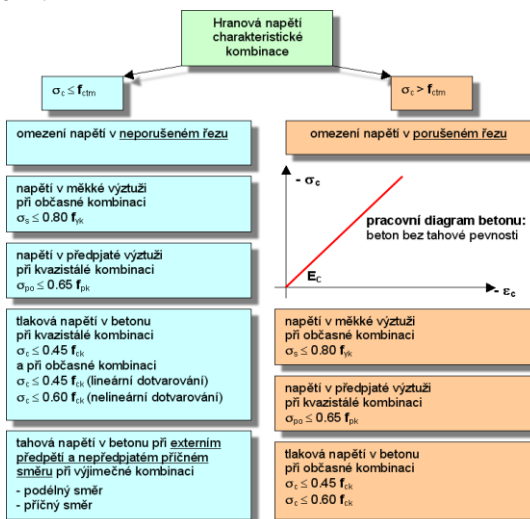 Hranová napětí
charakteristické
kombinace
σc ≤ fctm
σc > fctm
omezení napětí v neporušeném řezu
napětí v měkké výztuži
při občasné kombinaci
σs ≤ 0.80 fyk
napětí v předpjaté výztuži
při kvazistálé kombinaci
σpo ≤ 0.65 fpk
tlaková napětí v betonu
při kvazistálé kombinaci
σc ≤ 0.45 fck
a při občasné kombinaci
σc ≤ 0.45 fck (lineární dotvarování)
σc ≤ 0.60 fck (nelineární dotvarování)
tahová napětí v betonu při externím
předpětí a nepředpjatém příčném
směru při výjimečné kombinaci
- podélný směr
- příčný směr
omezení napětí v porušeném řezu
- σc
pracovní diagram betonu:
beton bez tahové pevnosti
Ec
- εc
napětí v měkké výztuži
při občasné kombinaci
σs ≤ 0.80 fyk
napětí v předpjaté výztuži
při kvazistálé kombinaci
σpo ≤ 0.65 fpk
tlaková napětí v betonu
při občasné kombinaci
σc ≤ 0.45 fck
σc ≤ 0.60 fck